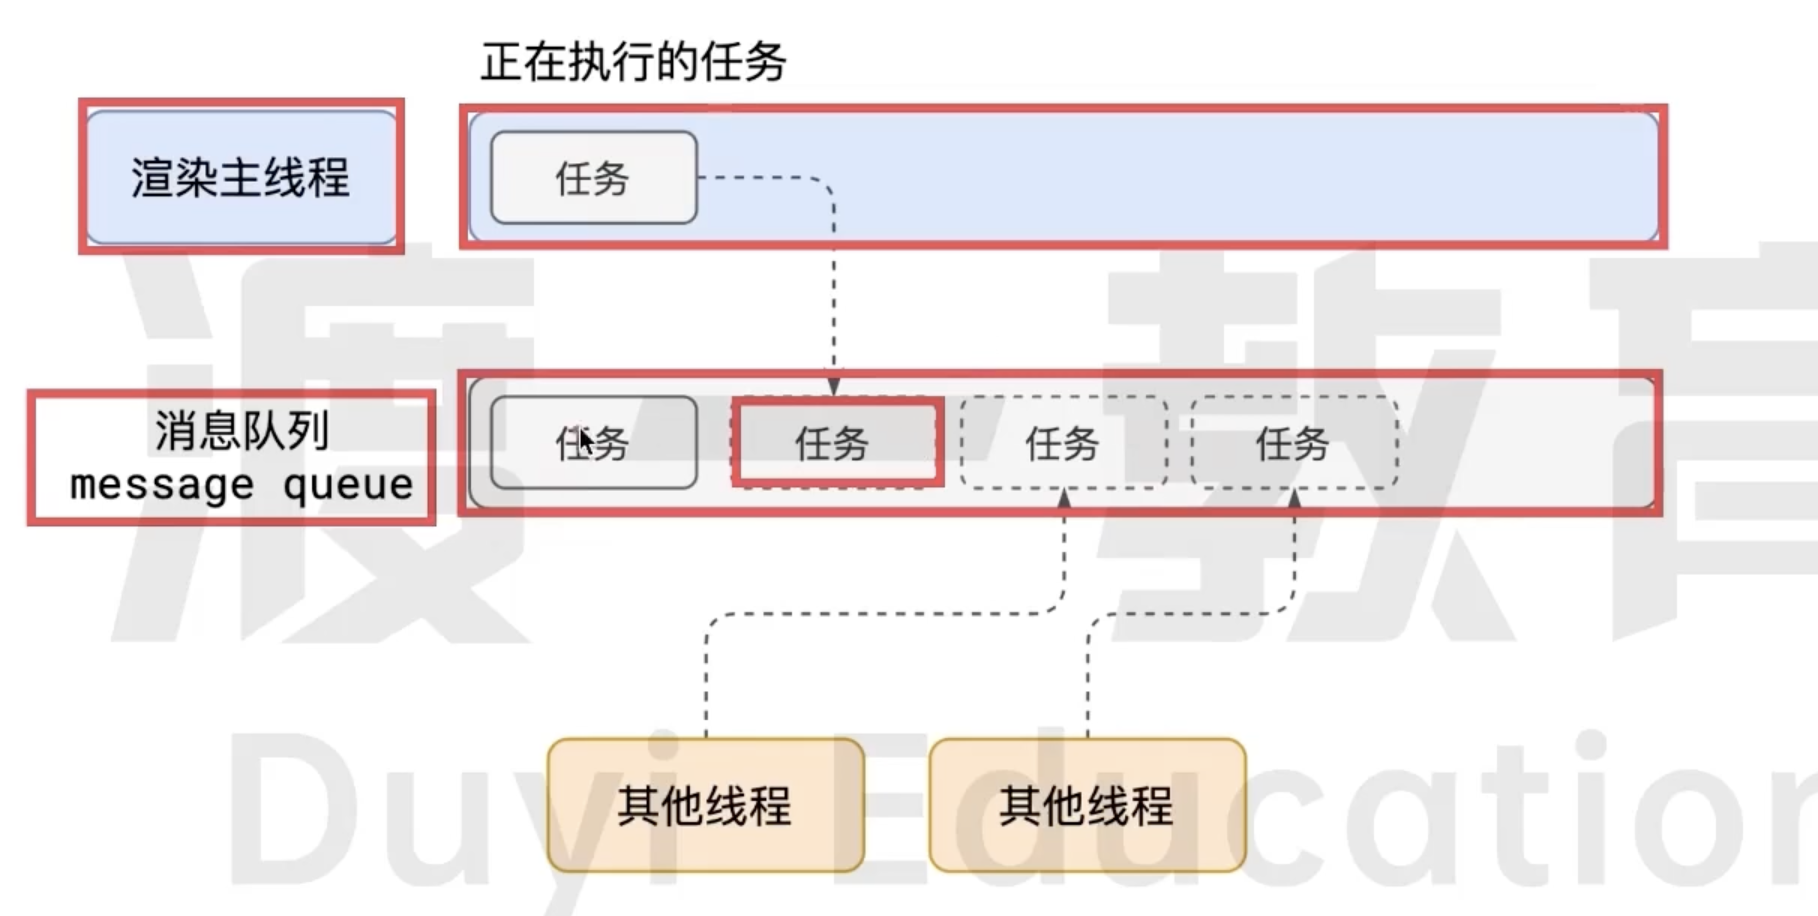 正在执行的任务
渲染主线程
任务
消息队列
message queue
任务
任务
任务
任务
其他线程
其他线程
渡 教育
Duyi Education